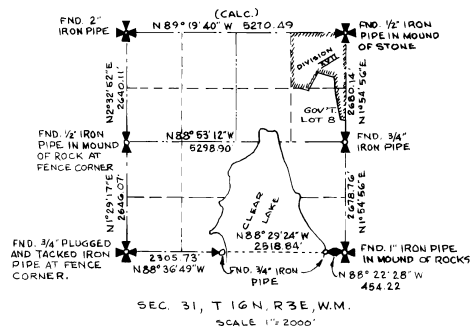 (CALC.)
FND. 2" IRON PIPE
N 89° 19' 40" W 5270.49
FND. ½" IRON
PIPE IN MOUND
OF STONE
DIVISION
XVII
N 2° 32' 52" E
2640.11'
2680.14'
N 1° 54' 56" E
GOV'T.
LOT 8
FND. ½" IRON
PIPE IN MOUND
OF ROCK AT
FENCE CORNER
N 88° 53' 12" W
5298.90
FND. 3/4"
IRON PIPE
N 1° 29' 17" E
2646.07'
CLEAR
LAKE
2678.76'
N 1° 54' 56" E
N 88° 29' 24" W
2518.84'
FND. 3/4" PLUGGED
AND TACKED IRON
PIPE AT FENCE
CORNER.
2305.73'
N 88° 36' 49" W
FND. 3/4" IRON
PIPE
FND. 1" IRON PIPE
IN MOUND OF ROCKS
N 88° 22' 28" W
454.22
SEC. 31, T 16 N, R 3 E, W.M.
SCALE 1" = 2000'